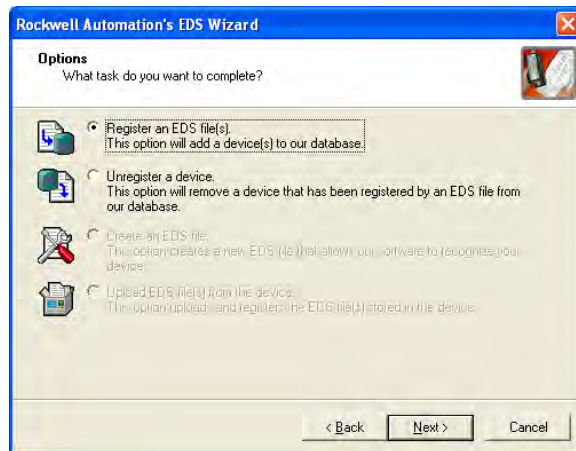 Rockwell Automation's EDS Wizard
Options
What task do you want to complete?
Register an EDS file(s).
This option will add a device(s) to our database.
Unregister a device.
This option will remove a device that has been registered by an EDS file from
our database.
Create an EDS file.
This option creates a new EDS file that allows our software to recognize your
device.
Upload EDS file(s) from the device.
This option uploads and registers the EDS file(s) stored in the device.
< Back
Next >
Cancel